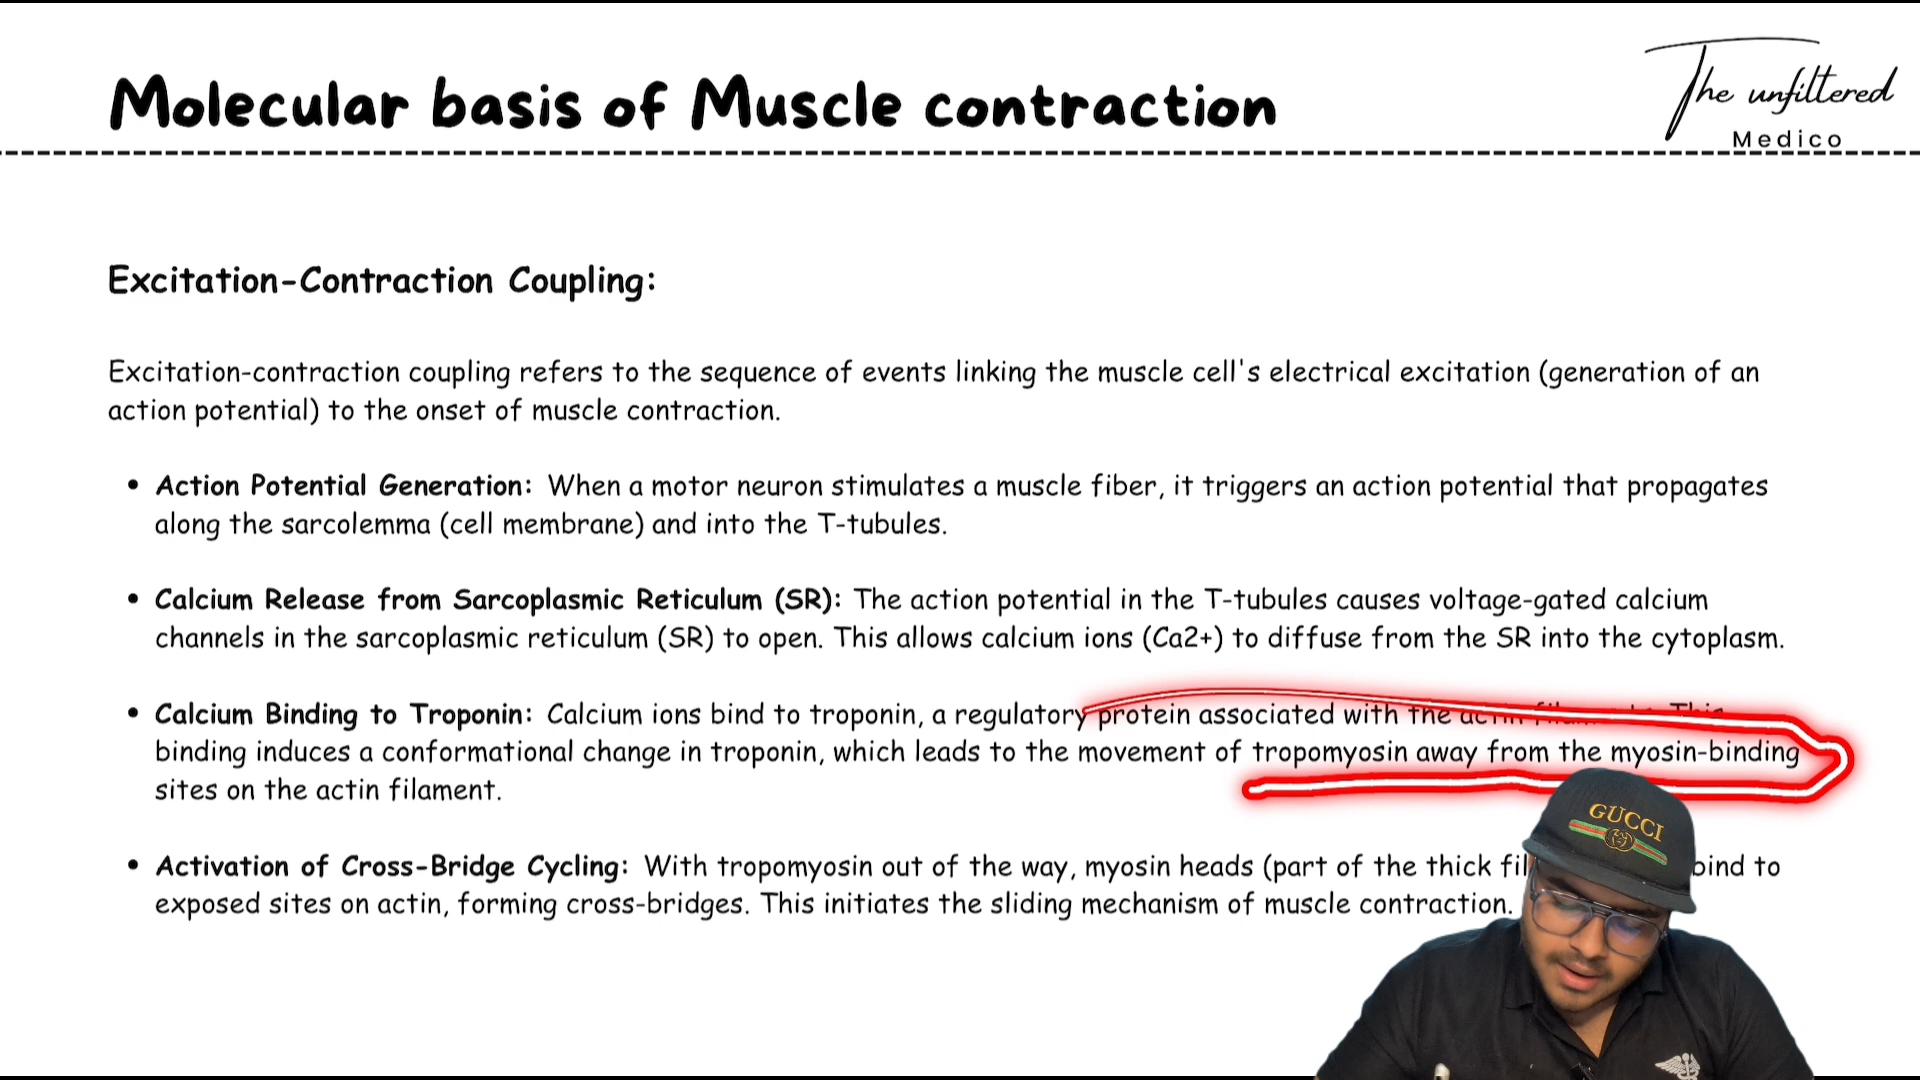 The unfiltered
Medico
Molecular basis of Muscle contraction
Excitation-Contraction Coupling:
Excitation-contraction coupling refers to the sequence of events linking the muscle cell's electrical excitation (generation of an
action potential) to the onset of muscle contraction.
• Action Potential Generation: When a motor neuron stimulates a muscle fiber, it triggers an action potential that propagates
along the sarcolemma (cell membrane) and into the T-tubules.
• Calcium Release from Sarcoplasmic Reticulum (SR): The action potential in the T-tubules causes voltage-gated calcium
channels in the sarcoplasmic reticulum (SR) to open. This allows calcium ions (Ca2+) to diffuse from the SR into the cytoplasm.
• Calcium Binding to Troponin: Calcium ions bind to troponin, a regulatory protein associated with the actin This
binding induces a conformational change in troponin, which leads to the movement of tropomyosin away from the myosin-binding
sites on the actin filament.
• Activation of Cross-Bridge Cycling: With tropomyosin out of the way, myosin heads (part of the thick bind to
exposed sites on actin, forming cross-bridges. This initiates the sliding mechanism of muscle contraction.
GUCCI